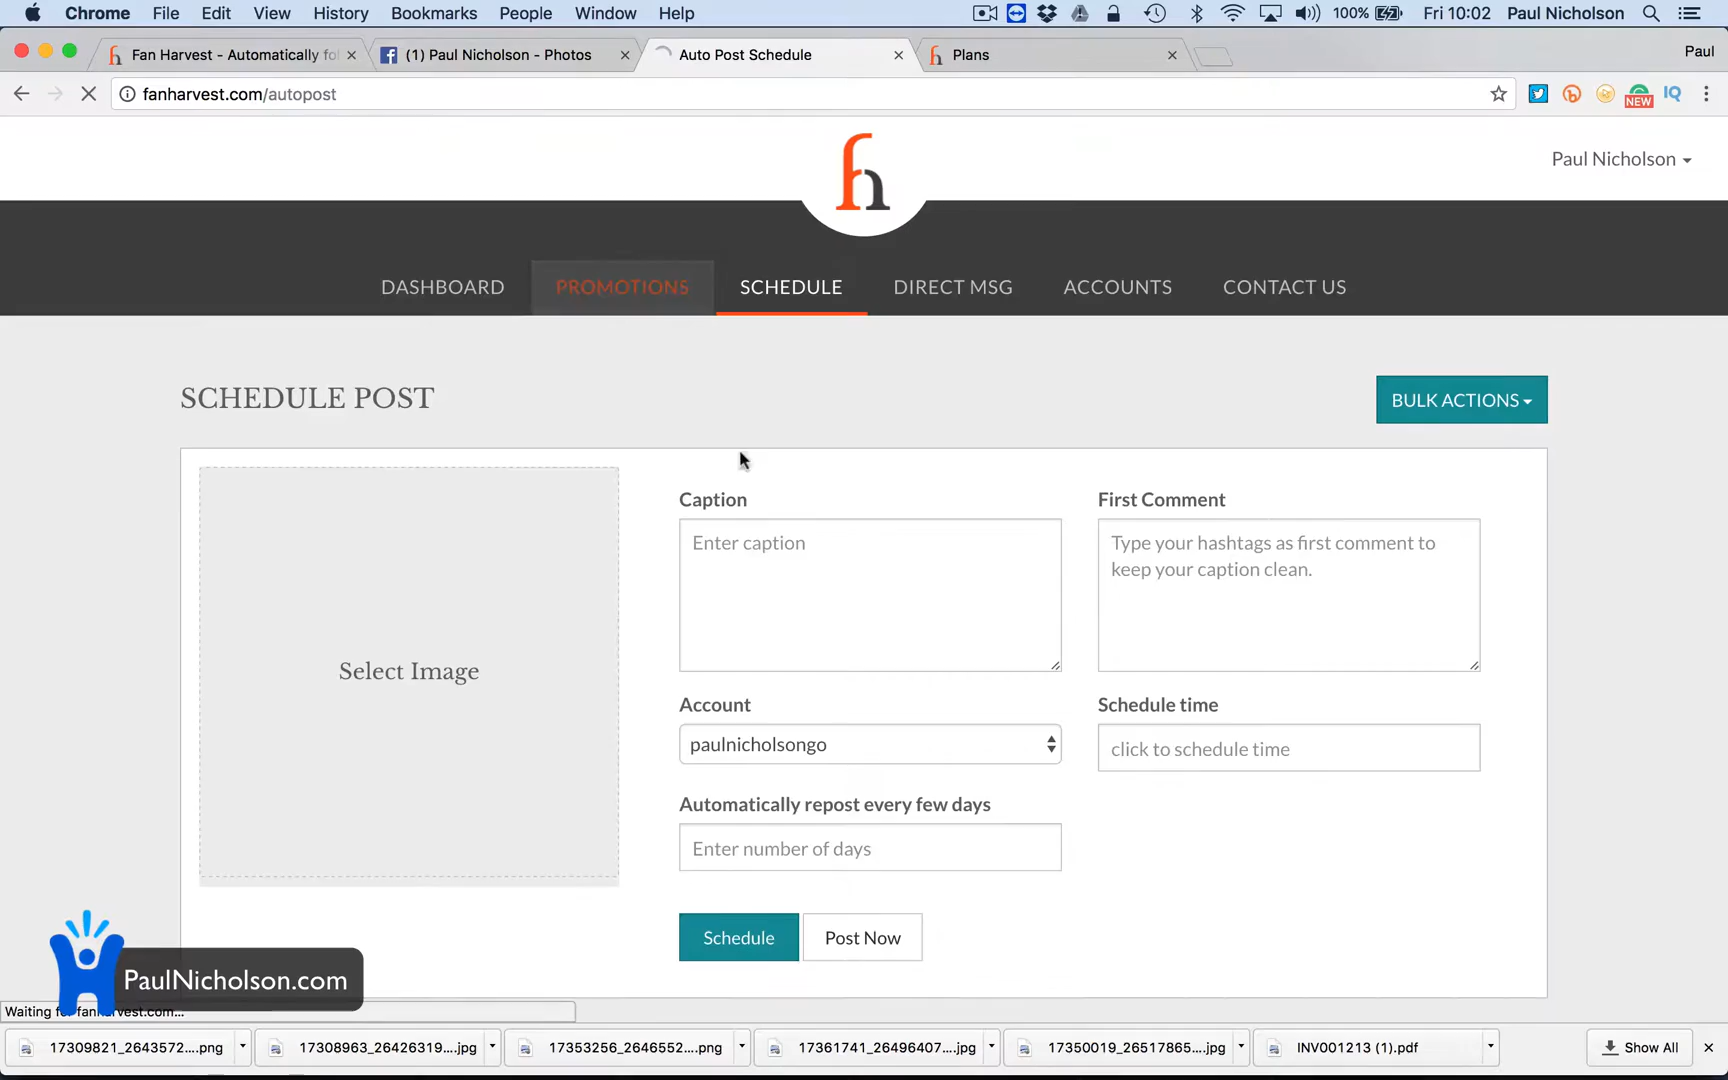 Chrome File Edit View History Bookmarks People Window Help 100% Fri 10:02 Paul Nicholson
Fan Harvest - Automatically fol (1) Paul Nicholson - Photos Auto Post Schedule Plans Paul
fanharvest.com/autopost NEW IQ
h
Paul Nicholson
DASHBOARD PROMOTIONS SCHEDULE DIRECT MSG ACCOUNTS CONTACT US
SCHEDULE POST
BULK ACTIONS
Select Image
Caption
Enter caption
First Comment
Type your hashtags as first comment to
keep your caption clean.
Account
paulnicholsongo
Schedule time
click to schedule time
Automatically repost every few days
Enter number of days
Schedule
Post Now
PaulNicholson.com
Waiting for fanharvest.com...
17309821_2643572....png 17308963_26426319....jpg 17353256_2646552....png 17361741_26496407....jpg 17350019_26517865....jpg INV001213 (1).pdf Show All